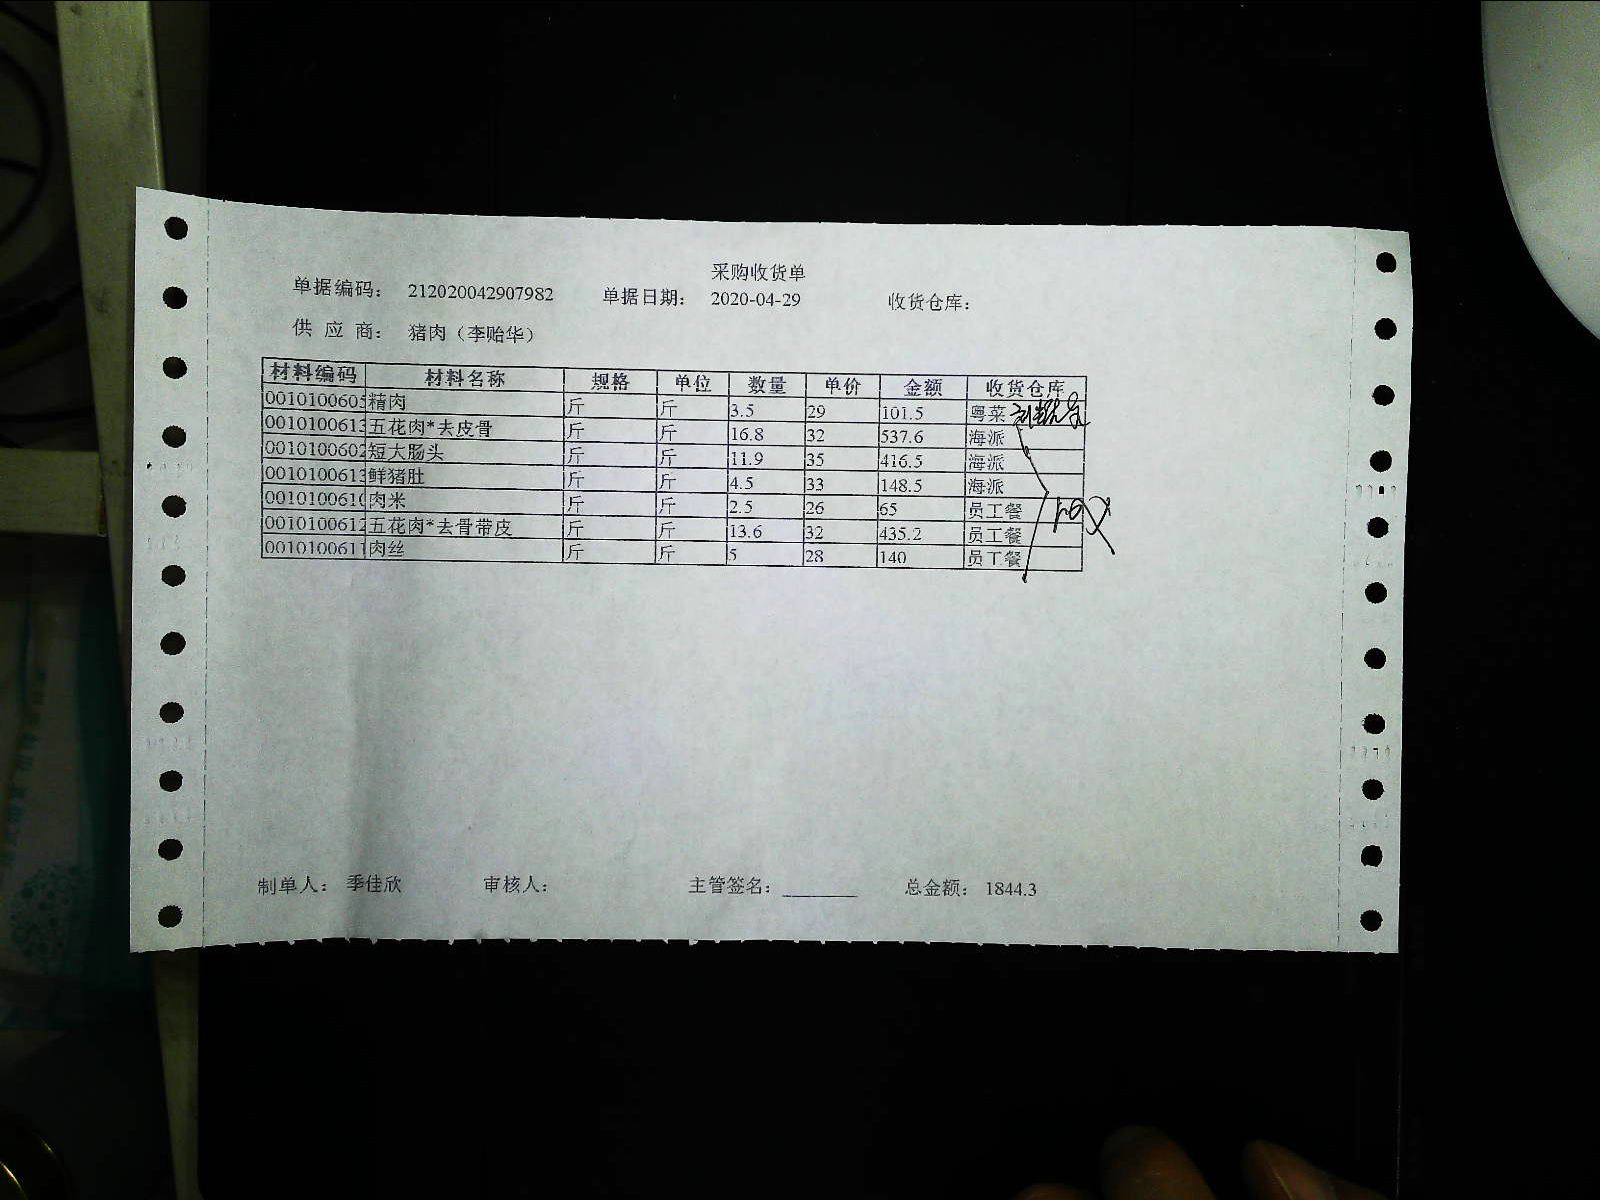 采购收货单
单据编码： 212020042907982 单据日期： 2020-04-29 收货仓库：
供 应 商： 猪肉（李贻华）
材料编码 材料名称 规格 单位 数量 单价 金额 收货仓库
0010100605 精肉 斤 斤 3.5 29 101.5 粤菜
0010100613 五花肉*去皮骨 斤 斤 16.8 32 537.6 海派
0010100602 短大肠头 斤 斤 11.9 35 416.5 海派
0010100613 鲜猪肚 斤 斤 4.5 33 148.5 海派
001010061 肉米 斤 斤 2.5 26 65 员工餐
0010100612 五花肉*去骨带皮 斤 斤 13.6 32 435.2 员工餐
0010100611 肉丝 斤 斤 5 28 140 员工餐
制单人： 季佳欣 审核人： 主管签名： 总金额： 1844.3